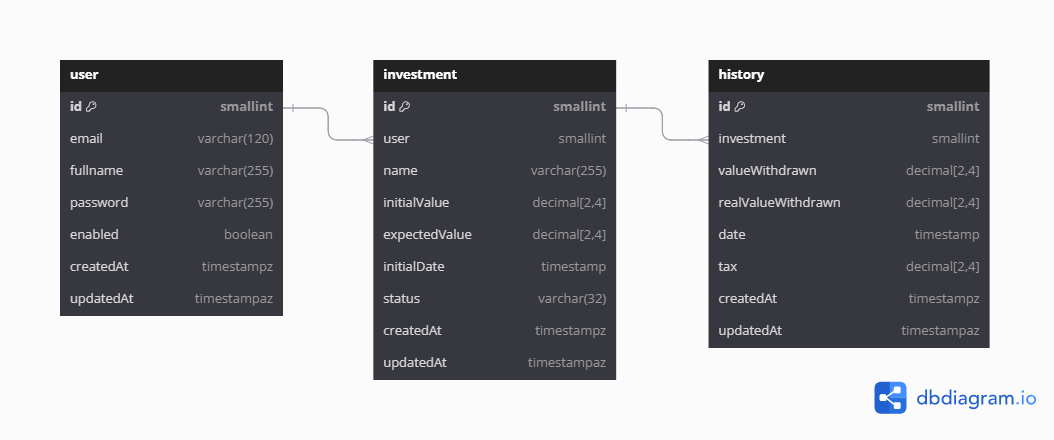 user
id smallint
email varchar(120)
fullname varchar(255)
password varchar(255)
enabled boolean
createdAt timestampz
updatedAt timestampaz
investment
id smallint
user smallint
name varchar(255)
initialValue decimal[2,4]
expectedValue decimal[2,4]
initialDate timestamp
status varchar(32)
createdAt timestampz
updatedAt timestampaz
history
id smallint
investment smallint
valueWithdrawn decimal[2,4]
realValueWithdrawn decimal[2,4]
date timestamp
tax decimal[2,4]
createdAt timestampz
updatedAt timestampaz
dbdiagram.io